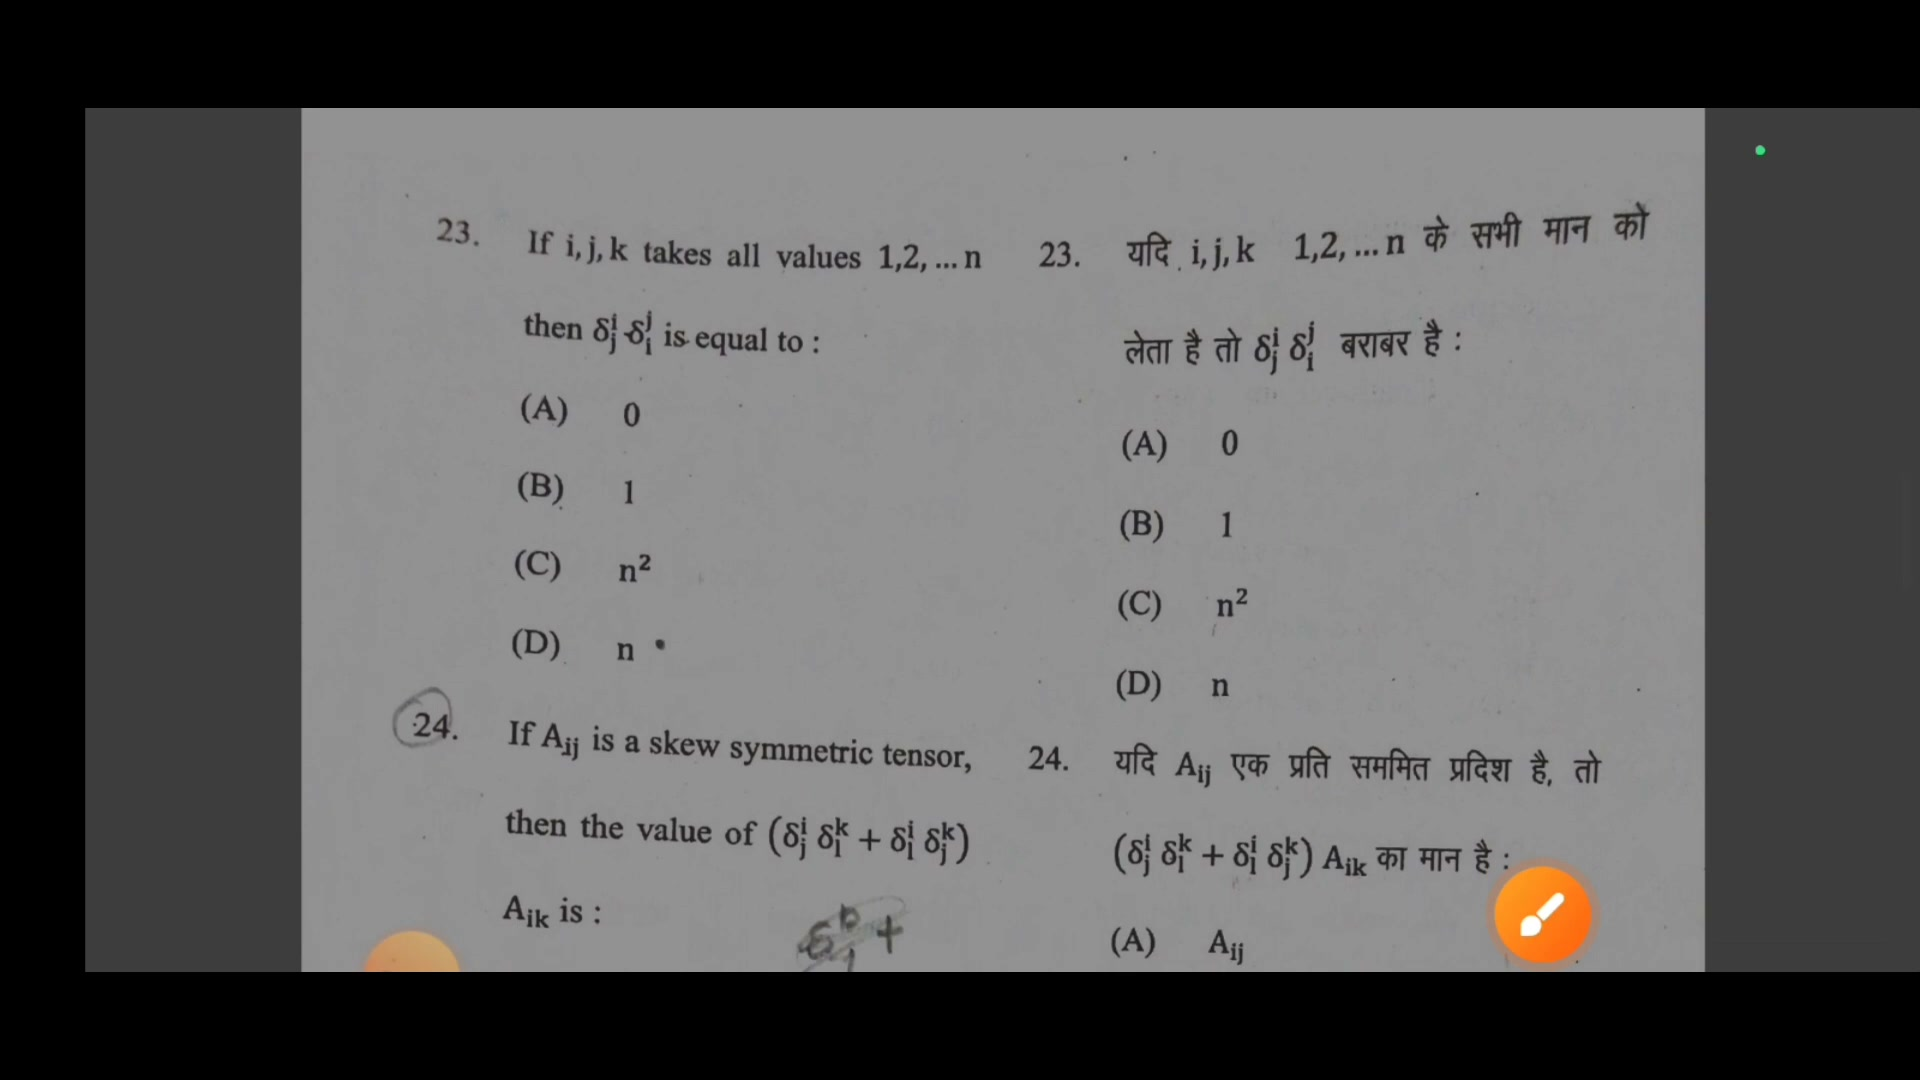 23. If i, j, k takes all values 1,2, ... n
then δⁱⱼ δʲᵢ is equal to :
(A) 0
(B) 1
(C) n²
(D) n
24. If Aᵢⱼ is a skew symmetric tensor,
then the value of (δⁱⱼ δᵏₗ + δⁱₗ δᵏⱼ)
Aᵢₖ is :
23. यदि i, j, k 1,2, ... n के सभी मान को
लेता है तो δⁱⱼ δʲᵢ बराबर है :
(A) 0
(B) 1
(C) n²
(D) n
24. यदि Aᵢⱼ एक प्रति सममित प्रदिश है, तो
(δⁱⱼ δᵏₗ + δⁱₗ δᵏⱼ) Aᵢₖ का मान है :
(A) Aᵢⱼ